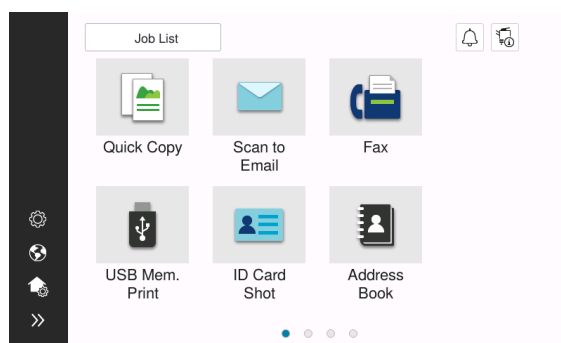 Job List
Quick Copy
Scan to
Email
Fax
USB Mem.
Print
ID Card
Shot
Address
Book